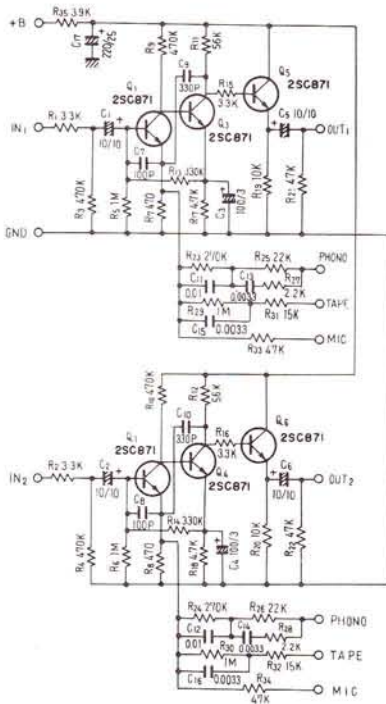 R35 3.9K
+B
C17
220/25
R9 470K
R11 56K
C9
330P
R15
3.3K
Q5
2SC871
Q1
2SC871
Q3
2SC871
IN1
R1 3.3K
C1
10/10
C5 10/10
OUT1
C7
100P
R13 330K
R3 470K
R5 1M
R7 470
R17 4.7K
C3
100/3
R19 10K
R21 47K
GND
R23 270K
R25 22K
PHONO
C11
0.01
C13
0.0033
R27
2.2K
R29
1M
R31 15K
TAPE
C15
0.0033
R33 47K
MIC
R10 470K
R12
56K
C10
330P
R16
3.3K
Q6
2SC871
Q1
2SC871
Q4
2SC871
IN2
R2 3.3K
C2
10/10
C6
10/10
OUT2
C8
100P
R14 330K
R4 470K
R6 1M
R8 470
R18 4.7K
C4 100/3
R20 10K
R22 47K
R24 270K
R26 22K
PHONO
C12
0.01
C14
0.0033
R28
2.2K
R30
1M
R32 15K
TAPE
C16
0.0033
R34
47K
MIC